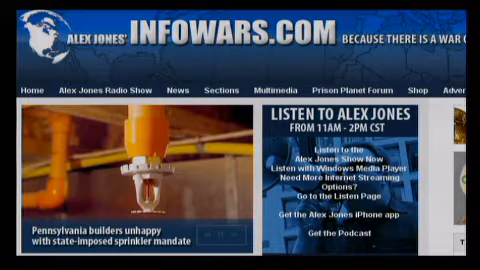 ALEX JONES' INFOWARS.COM BECAUSE THERE IS A WAR
Home Alex Jones Radio Show News Sections Multimedia Prison Planet Forum Shop Adver
LISTEN TO ALEX JONES
FROM 11AM - 2PM CST
Listen to the
Alex Jones Show Now
Listen with Windows Media Player
Need More Internet Streaming
Options?
Go to the Listen Page
Get the Alex Jones iPhone app
Get the Podcast
Pennsylvania builders unhappy
with state-imposed sprinkler mandate